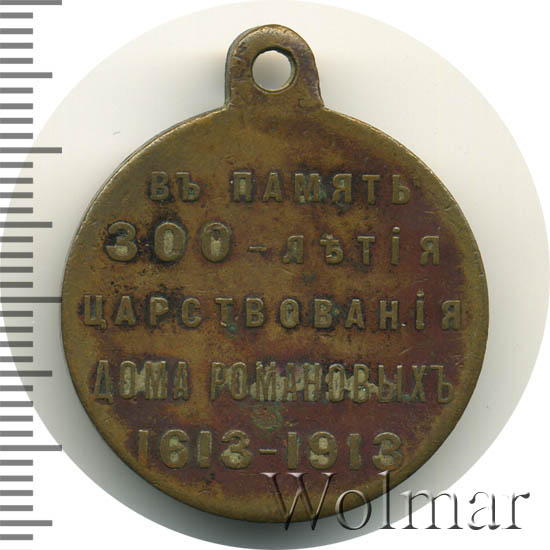 ВЪ ПАМЯТЬ
300-лѣтія
ЦАРСТВОВАНІЯ
ДОМА РОМАНОВЫХЪ
1613-1913
Wolmar